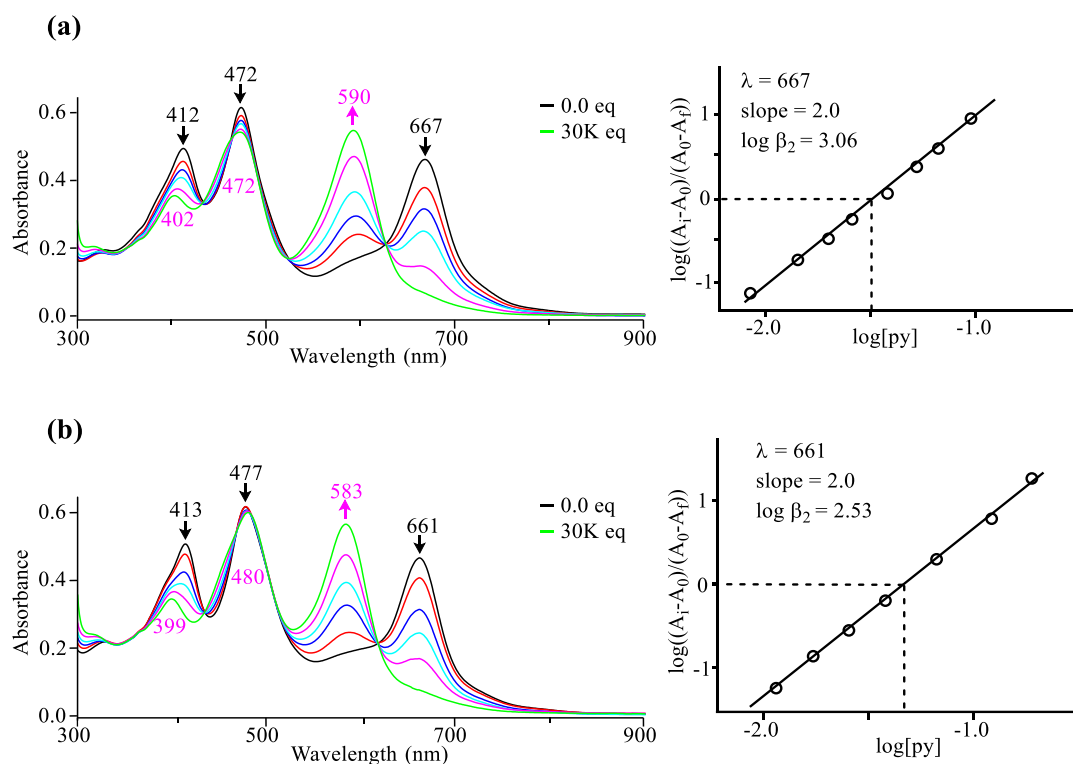 (a)
472
412
590
667
472
402
0.0 eq
30K eq
0.6
0.4
0.2
0.0
Absorbance
300
500
700
900
Wavelength (nm)
λ = 667
slope = 2.0
log β2 = 3.06
1
0
-1
log((Ai-A0)/(A0-Af))
-2.0
-1.0
log[py]
(b)
477
413
583
661
480
399
0.0 eq
30K eq
0.6
0.4
0.2
0.0
Absorbance
300
500
700
900
Wavelength (nm)
λ = 661
slope = 2.0
log β2 = 2.53
1
0
-1
log((Ai-A0)/(A0-Af))
-2.0
-1.0
log[py]